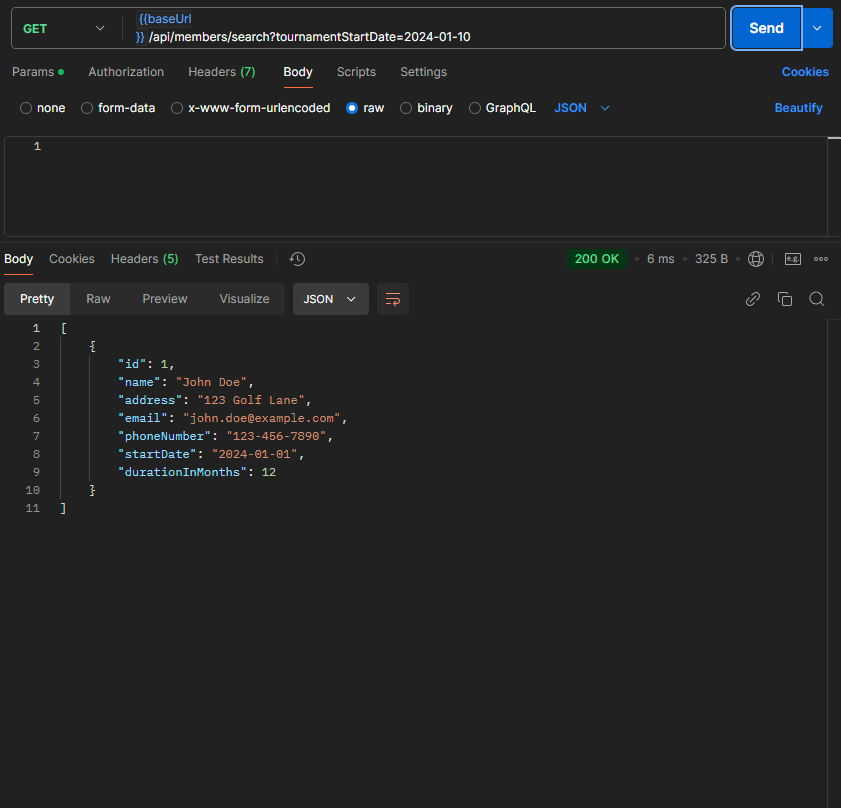 GET
{{baseUrl
}} /api/members/search?tournamentStartDate=2024-01-10
Send
Params Authorization Headers (7) Body Scripts Settings Cookies
none form-data x-www-form-urlencoded raw binary GraphQL JSON Beautify
1
Body Cookies Headers (5) Test Results 200 OK 6 ms 325 B e.g.
Pretty Raw Preview Visualize JSON
1 [
2 {
3 "id": 1,
4 "name": "John Doe",
5 "address": "123 Golf Lane",
6 "email": "john.doe@example.com",
7 "phoneNumber": "123-456-7890",
8 "startDate": "2024-01-01",
9 "durationInMonths": 12
10 }
11 ]